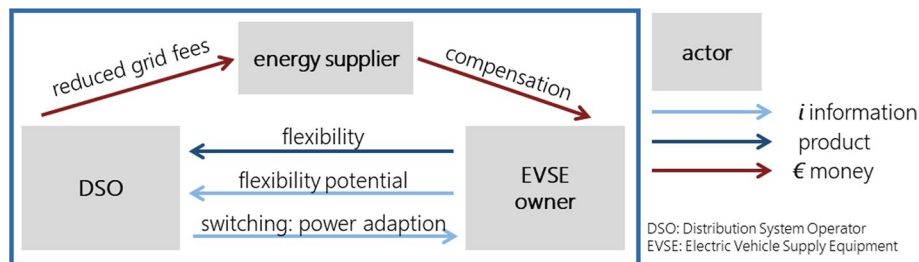 reduced grid fees
energy supplier
compensation
flexibility
DSO
flexibility potential
EVSE
owner
switching: power adaption
actor
i information
product
€ money
DSO: Distribution System Operator
EVSE: Electric Vehicle Supply Equipment